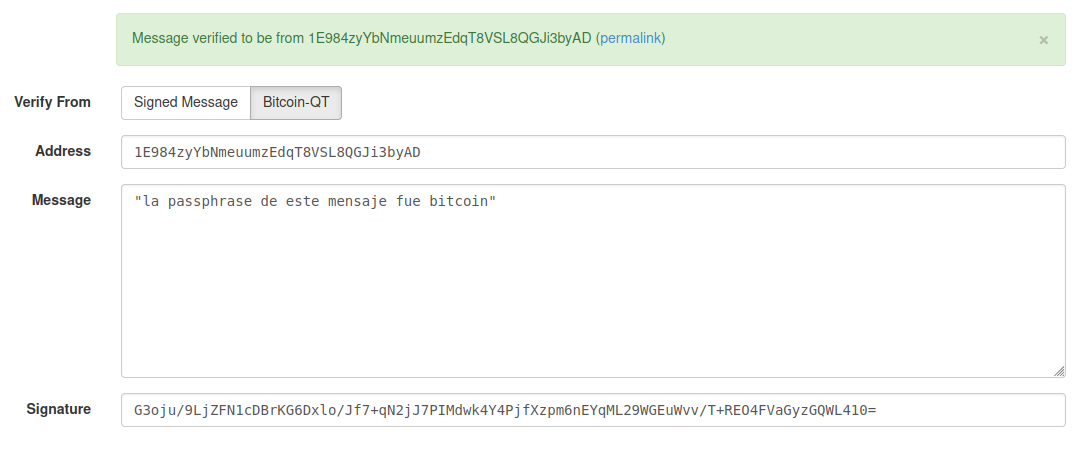 Message verified to be from 1E984zyYbNmeuumzEdqT8VSL8QGJi3byAD (permalink) ×
Verify From Signed Message Bitcoin-QT
Address 1E984zyYbNmeuumzEdqT8VSL8QGJi3byAD
Message "la passphrase de este mensaje fue bitcoin"
Signature G3oju/9LjZFN1cDBrKG6Dxlo/Jf7+qN2jJ7PIMdwk4Y4PjfXzpm6nEYqML29WGEuWvv/T+REO4FVaGyzGQWL410=